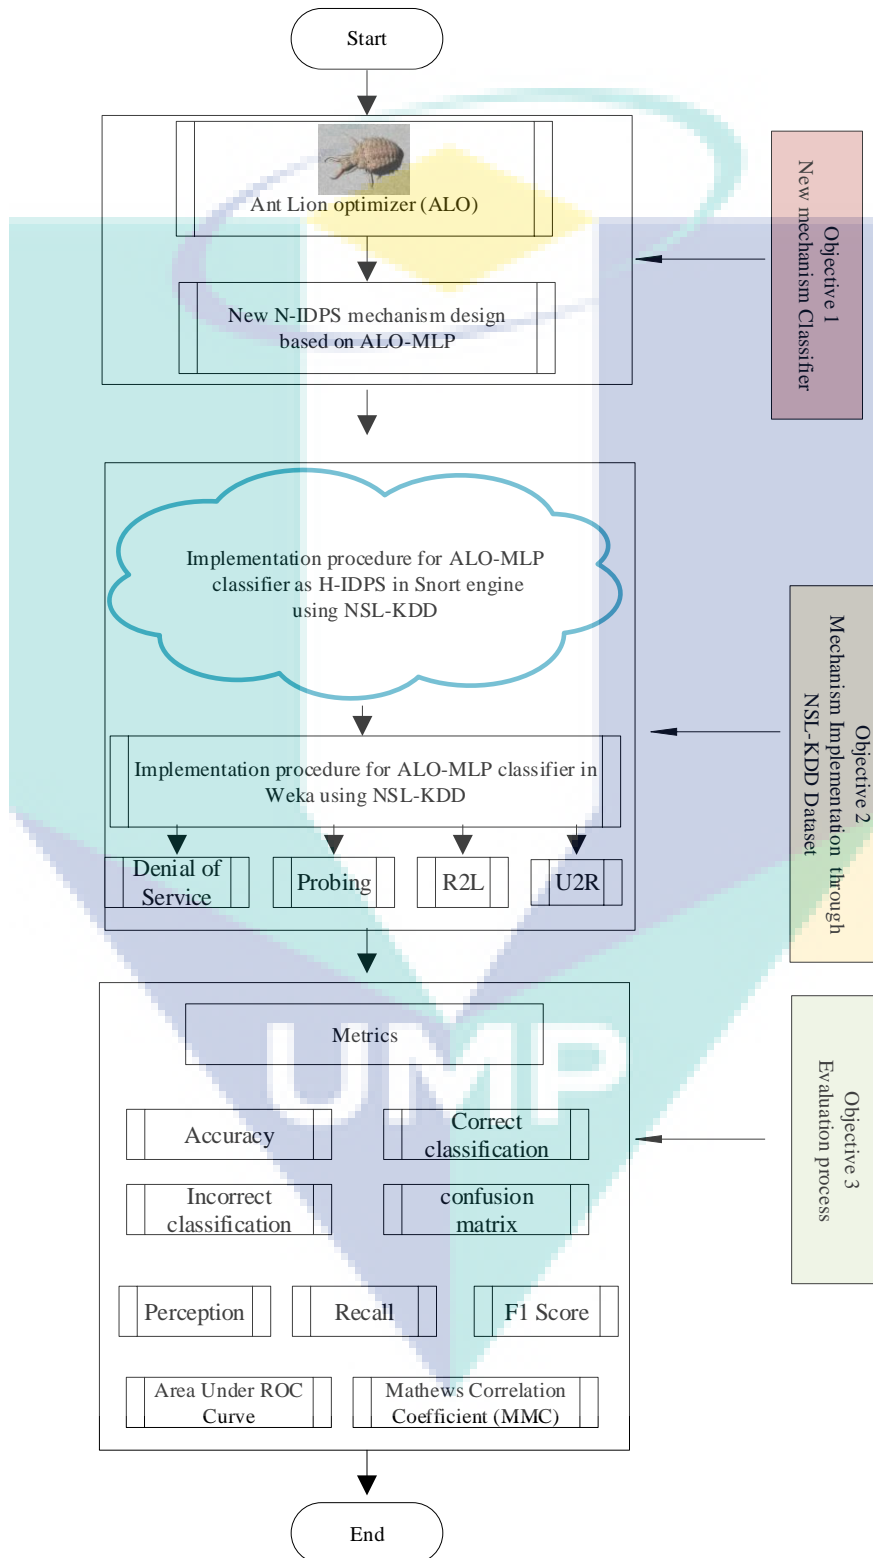 Start
Ant Lion optimizer (ALO)
New N-IDPS mechanism design
based on ALO-MLP
Objective 1
New mechanism Classifier
Implementation procedure for ALO-MLP
classifier as H-IDPS in Snort engine
using NSL-KDD
Implementation procedure for ALO-MLP classifier in
Weka using NSL-KDD
Denial of
Service
Probing
R2L
U2R
Objective 2
Mechanism Implementation through
NSL-KDD Dataset
Metrics
UMP
Accuracy
Correct
classification
Incorrect
classification
confusion
matrix
Perception
Recall
F1 Score
Area Under ROC
Curve
Mathews Correlation
Coefficient (MMC)
Objective 3
Evaluation process
End